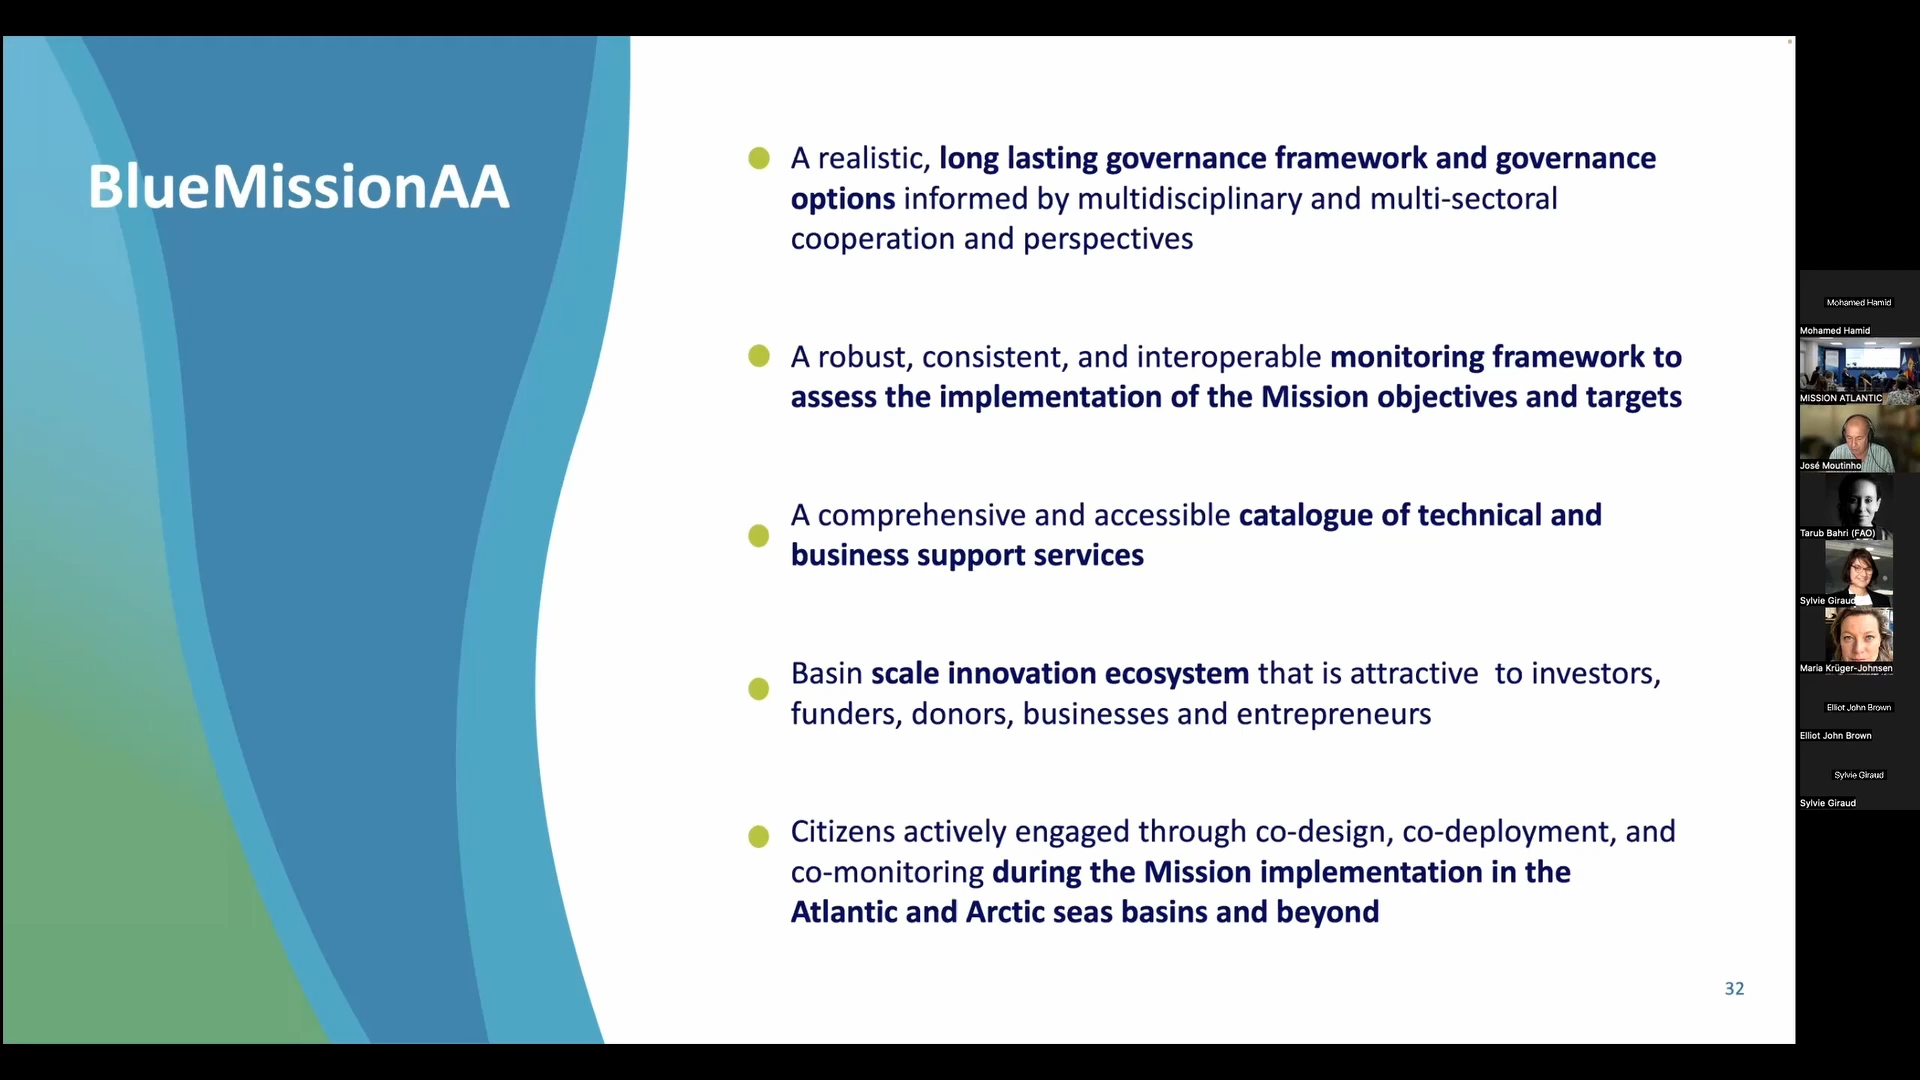 BlueMissionAA
A realistic, long lasting governance framework and governance
options informed by multidisciplinary and multi-sectoral
cooperation and perspectives
A robust, consistent, and interoperable monitoring framework to
assess the implementation of the Mission objectives and targets
A comprehensive and accessible catalogue of technical and
business support services
Basin scale innovation ecosystem that is attractive  to investors,
funders, donors, businesses and entrepreneurs
Citizens actively engaged through co-design, co-deployment, and
co-monitoring during the Mission implementation in the
Atlantic and Arctic seas basins and beyond
32
Mohamed Hamid
Mohamed Hamid
MISSION ATLANTIC
José Moutinho
Tarub Bahri (FAO)
Sylvie Giraud
Maria Krüger-Johnsen
Elliot John Brown
Elliot John Brown
Sylvie Giraud
Sylvie Giraud